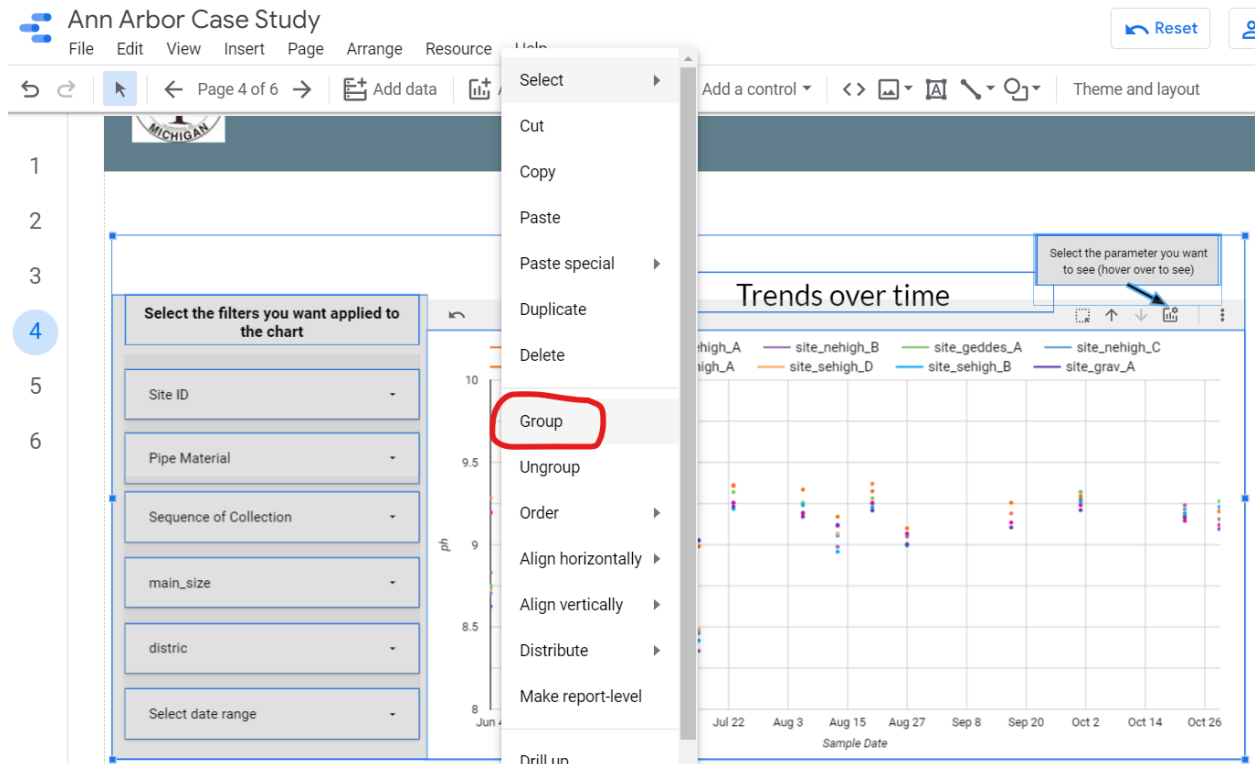 Ann Arbor Case Study
File Edit View Insert Page Arrange Resource Help
Reset
Page 4 of 6 Add data
Add a control
Theme and layout
MICHIGAN
1
2
3
4
5
6
Select
Cut
Copy
Paste
Paste special
Duplicate
Delete
Group
Ungroup
Order
Align horizontally
Align vertically
Distribute
Make report-level
Drill up
Select the filters you want applied to
the chart
Site ID
Pipe Material
Sequence of Collection
main_size
distric
Select date range
Select the parameter you want
to see (hover over to see)
Trends over time
site_nehigh_B site_geddes_A site_nehigh_C
site_sehigh_D site_sehigh_B site_grav_A
10
9.5
9
8.5
8
ph
Jul 22 Aug 3 Aug 15 Aug 27 Sep 8 Sep 20 Oct 2 Oct 14 Oct 26
Sample Date